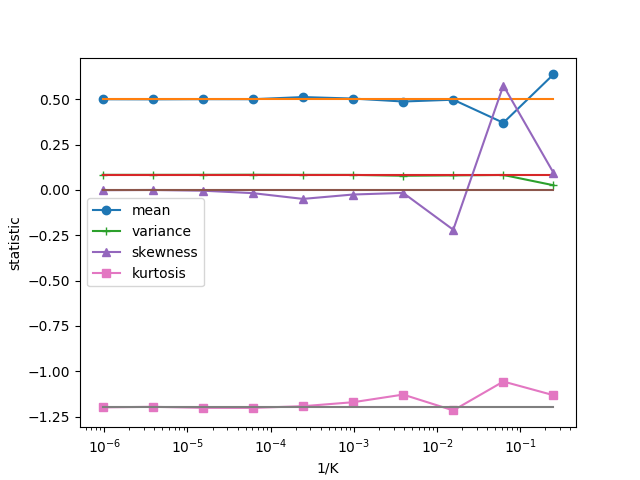 0.50
0.25
0.00
−0.25
−0.50
−0.75
−1.00
−1.25
statistic
mean
variance
skewness
kurtosis
10⁻⁶ 10⁻⁵ 10⁻⁴ 10⁻³ 10⁻² 10⁻¹
1/K